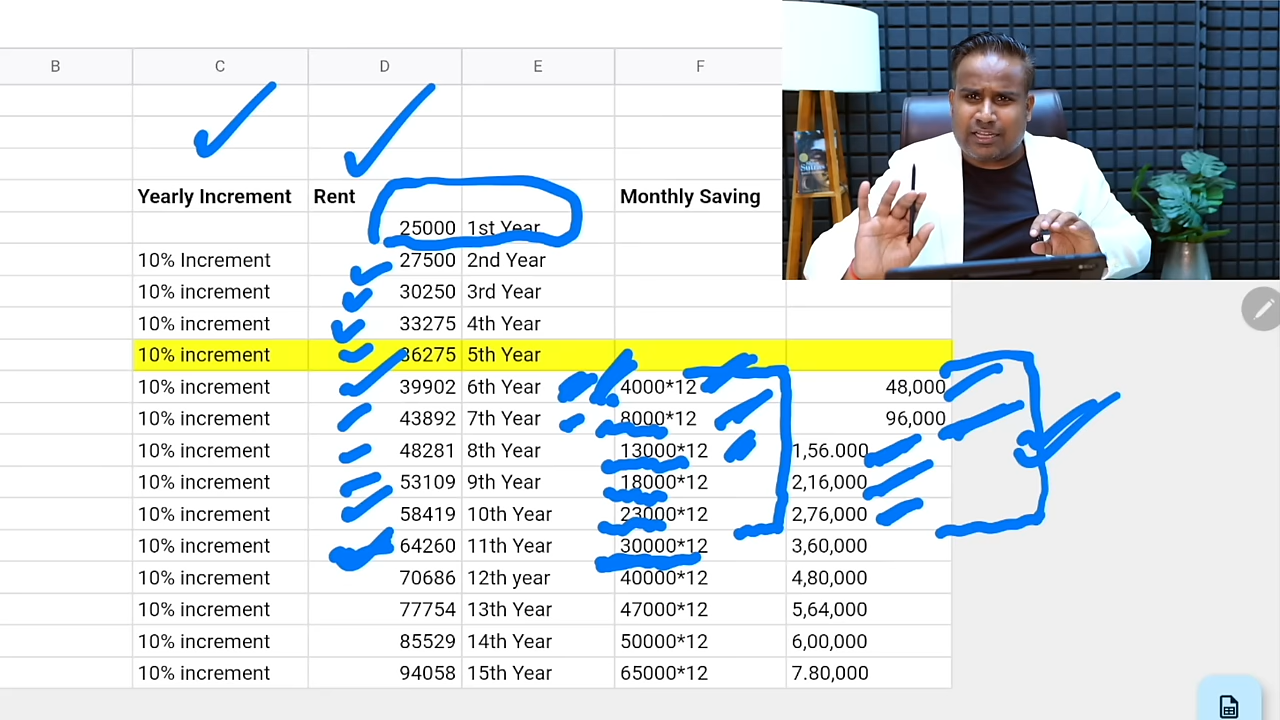 B C D E F
Yearly Increment Rent Monthly Saving
25000 1st Year
10% Increment 27500 2nd Year
10% increment 30250 3rd Year
10% increment 33275 4th Year
10% increment 36275 5th Year
10% increment 39902 6th Year 4000*12 48,000
10% increment 43892 7th Year 8000*12 96,000
10% increment 48281 8th Year 13000*12 1,56.000
10% increment 53109 9th Year 18000*12 2,16,000
10% increment 58419 10th Year 23000*12 2,76,000
10% increment 64260 11th Year 30000*12 3,60,000
10% increment 70686 12th year 40000*12 4,80,000
10% increment 77754 13th Year 47000*12 5,64,000
10% increment 85529 14th Year 50000*12 6,00,000
10% increment 94058 15th Year 65000*12 7.80,000